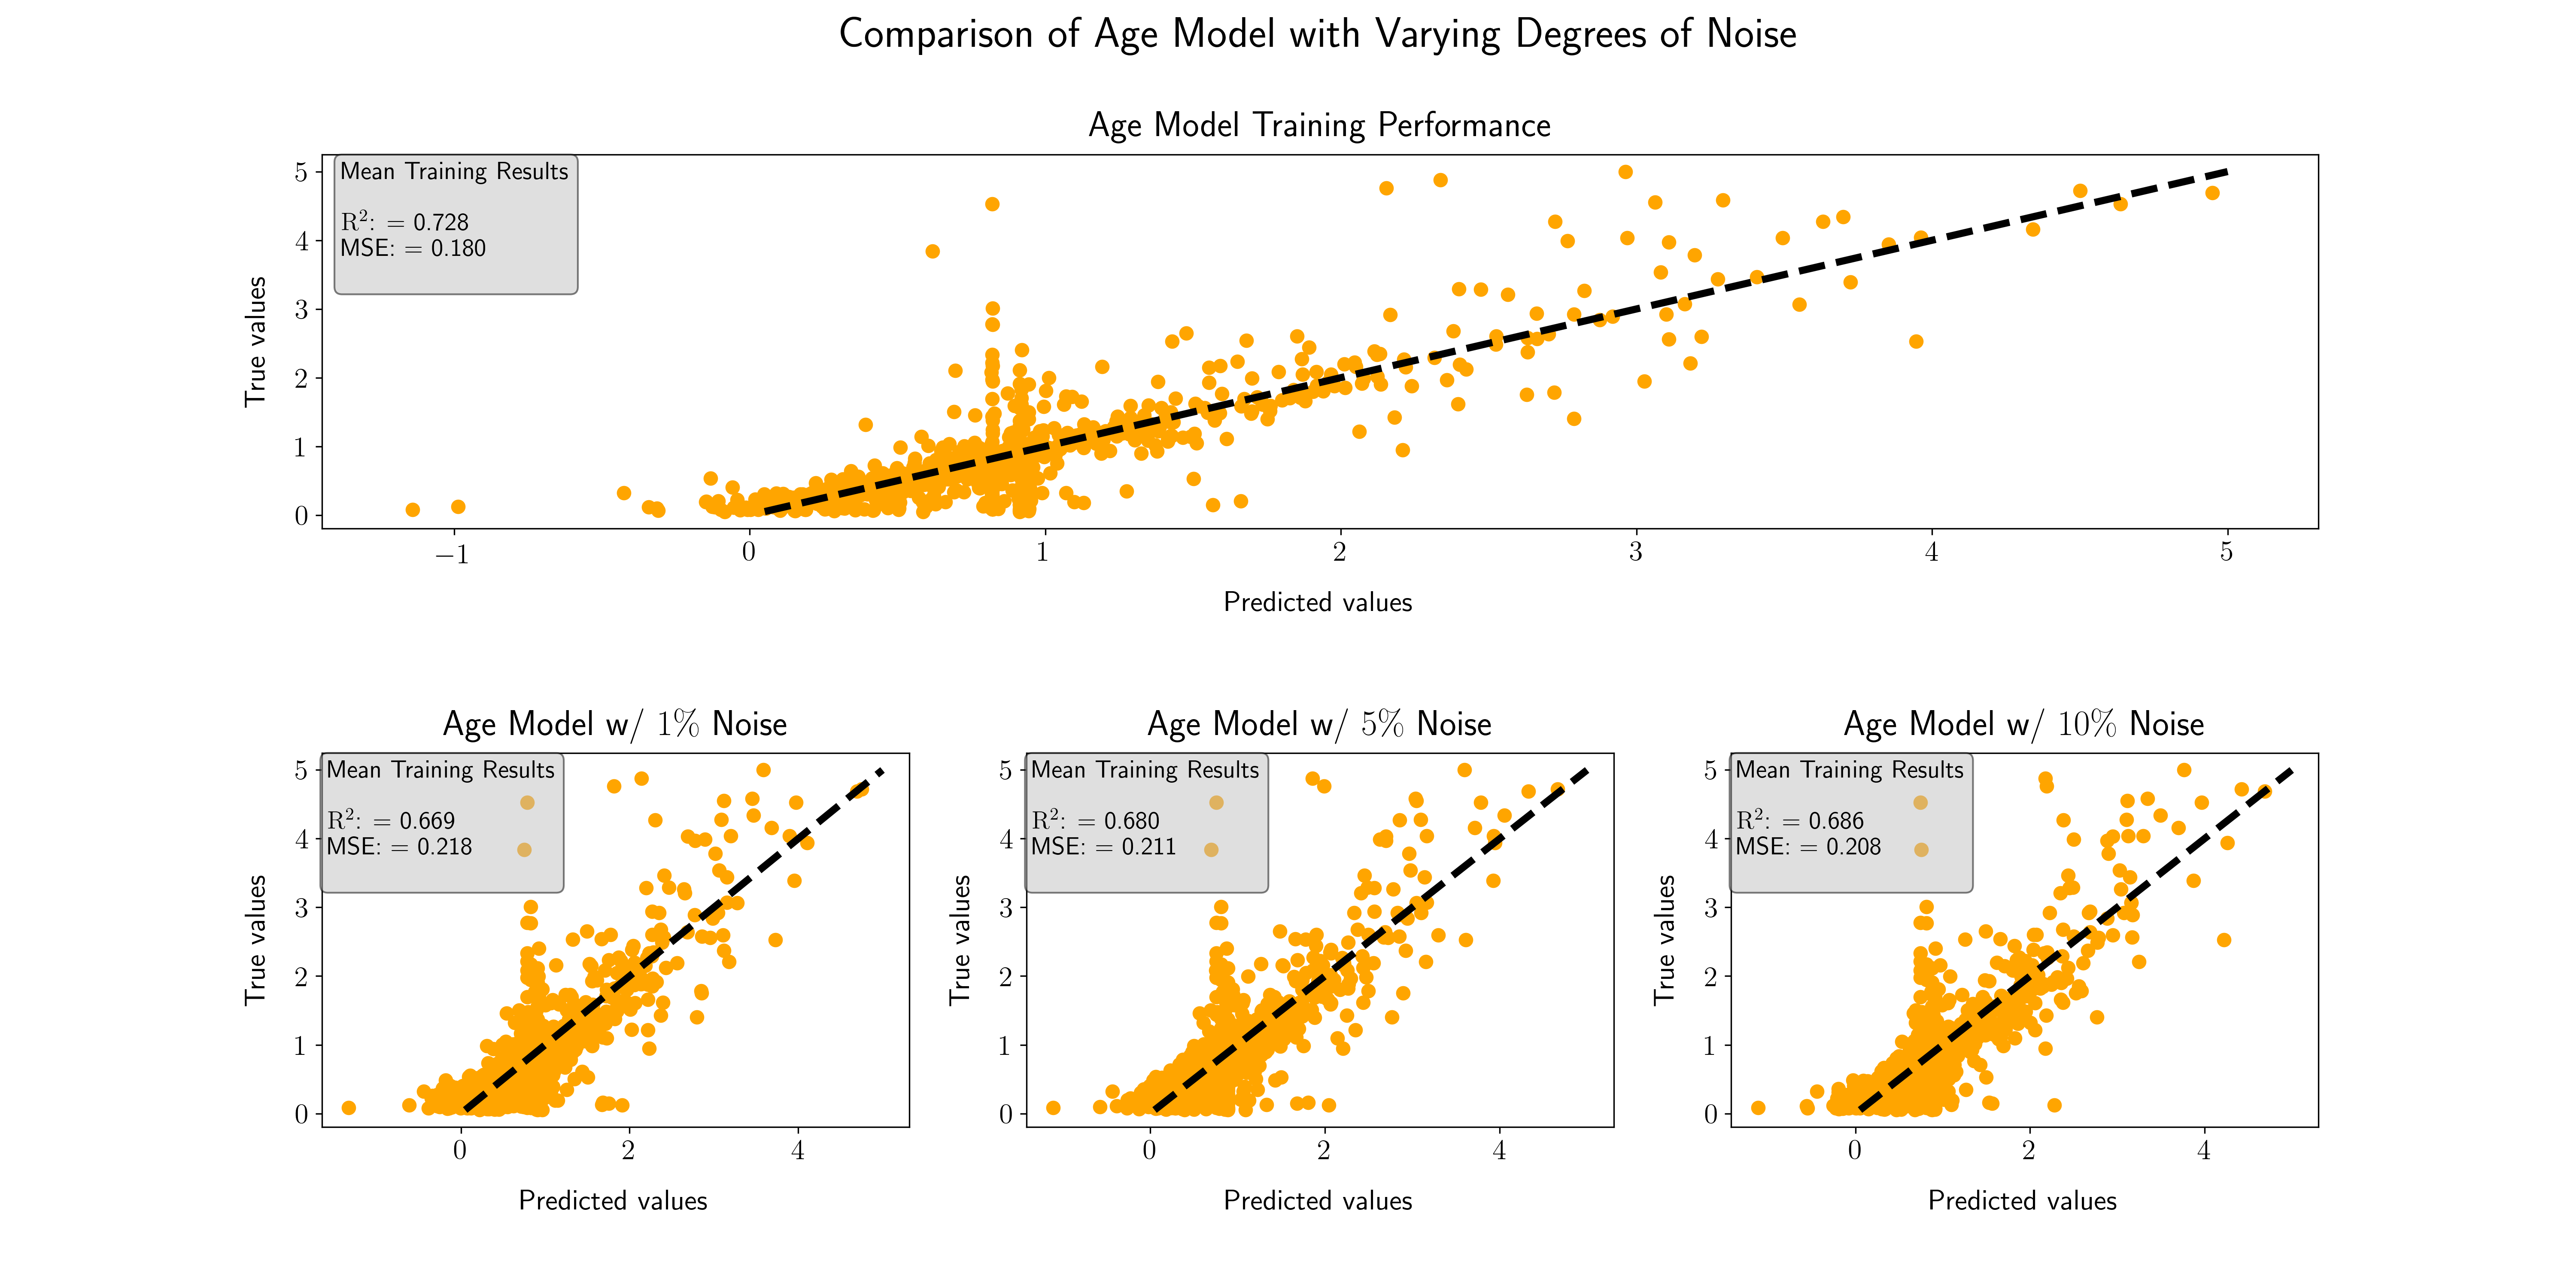 Comparison of Age Model with Varying Degrees of Noise
Age Model Training Performance
Mean Training Results
R²: = 0.728
MSE: = 0.180
True values
5
4
3
2
1
0
−1 0 1 2 3 4 5
Predicted values
Age Model w/ 1% Noise
Mean Training Results
R²: = 0.669
MSE: = 0.218
True values
5
4
3
2
1
0
0 2 4
Predicted values
Age Model w/ 5% Noise
Mean Training Results
R²: = 0.680
MSE: = 0.211
True values
5
4
3
2
1
0
0 2 4
Predicted values
Age Model w/ 10% Noise
Mean Training Results
R²: = 0.686
MSE: = 0.208
True values
5
4
3
2
1
0
0 2 4
Predicted values